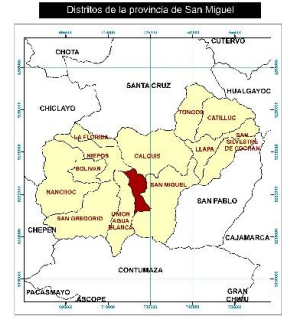 Distritos de la provincia de San Miguel
CUTERVO
CHOTA
SANTA CRUZ
HUALGAYOC
CHICLAYO
TONGOD
CATILLUC
LA FLORIDA
SAN
SILVESTRE
DE COCHAN
NIEPOS
CALQUIS
LLAPA
BOLIVAR
SAN MIGUEL
NANCHOC
SAN PABLO
SAN GREGORIO
UNION
AGUA
BLANCA
CHEPEN
CAJAMARCA
CONTUMAZA
PACASMAYO
ASCOPE
GRAN
CHIMU